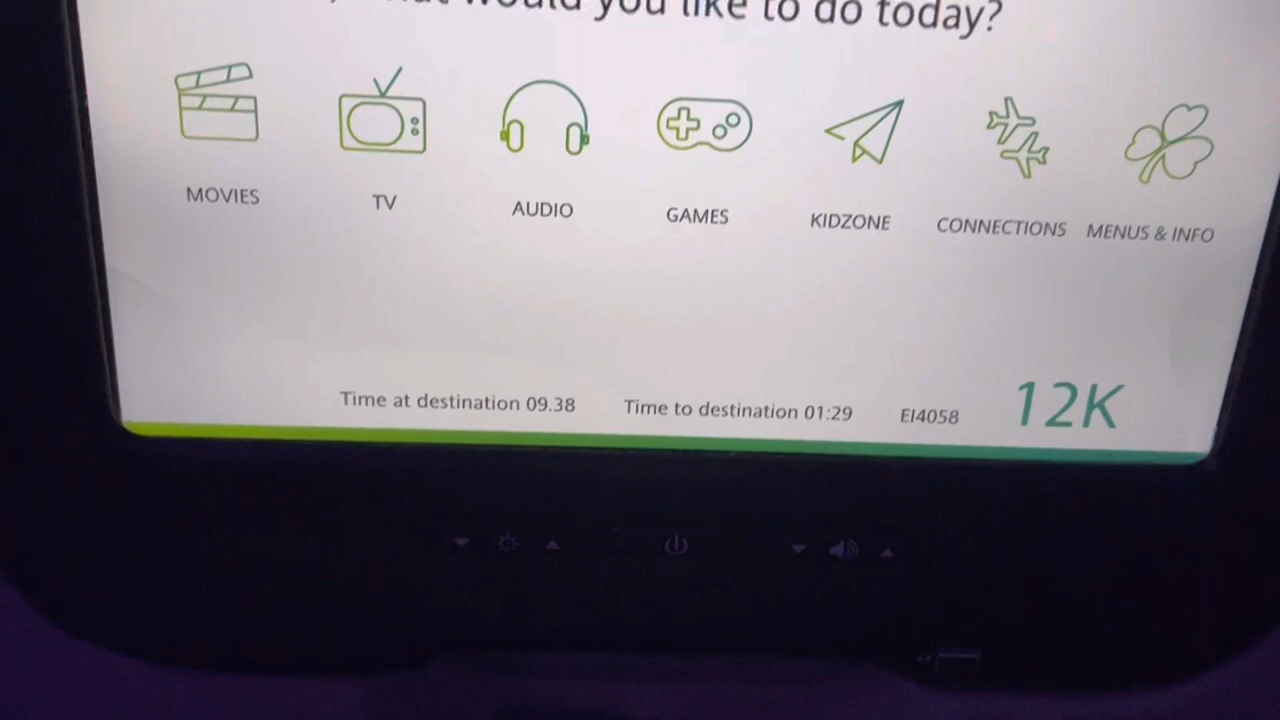 would you like to do today?
MOVIES
TV
AUDIO
GAMES
KIDZONE
CONNECTIONS
MENUS & INFO
Time at destination 09.38
Time to destination 01:29
EI4058
12K